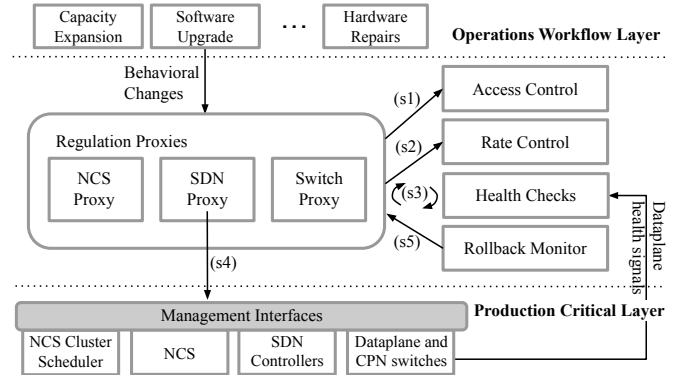 Capacity
Expansion
Software
Upgrade
...
Hardware
Repairs
Operations Workflow Layer
Behavioral
Changes
(s1)
Access Control
Regulation Proxies
(s2)
Rate Control
NCS
Proxy
SDN
Proxy
Switch
Proxy
(s3)
Health Checks
(s5)
Rollback Monitor
Dataplane
health signals
(s4)
Management Interfaces
Production Critical Layer
NCS Cluster
Scheduler
NCS
SDN
Controllers
Dataplane and
CPN switches